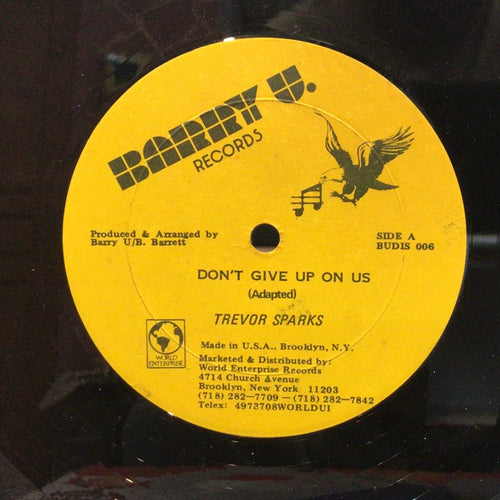 BARRY U.
RECORDS
Produced & Arranged by
Barry U/B. Barrett
SIDE A
BUDIS 006
DON'T GIVE UP ON US
(Adapted)
TREVOR SPARKS
WORLD
ENTERPRISE
Made in U.S.A., Brooklyn, N.Y.
Marketed & Distributed by:
World Enterprise Records
4714 Church Avenue
Brooklyn, New York 11203
(718) 282-7709 - (718) 282-7842
Telex: 4973708WORLDUI